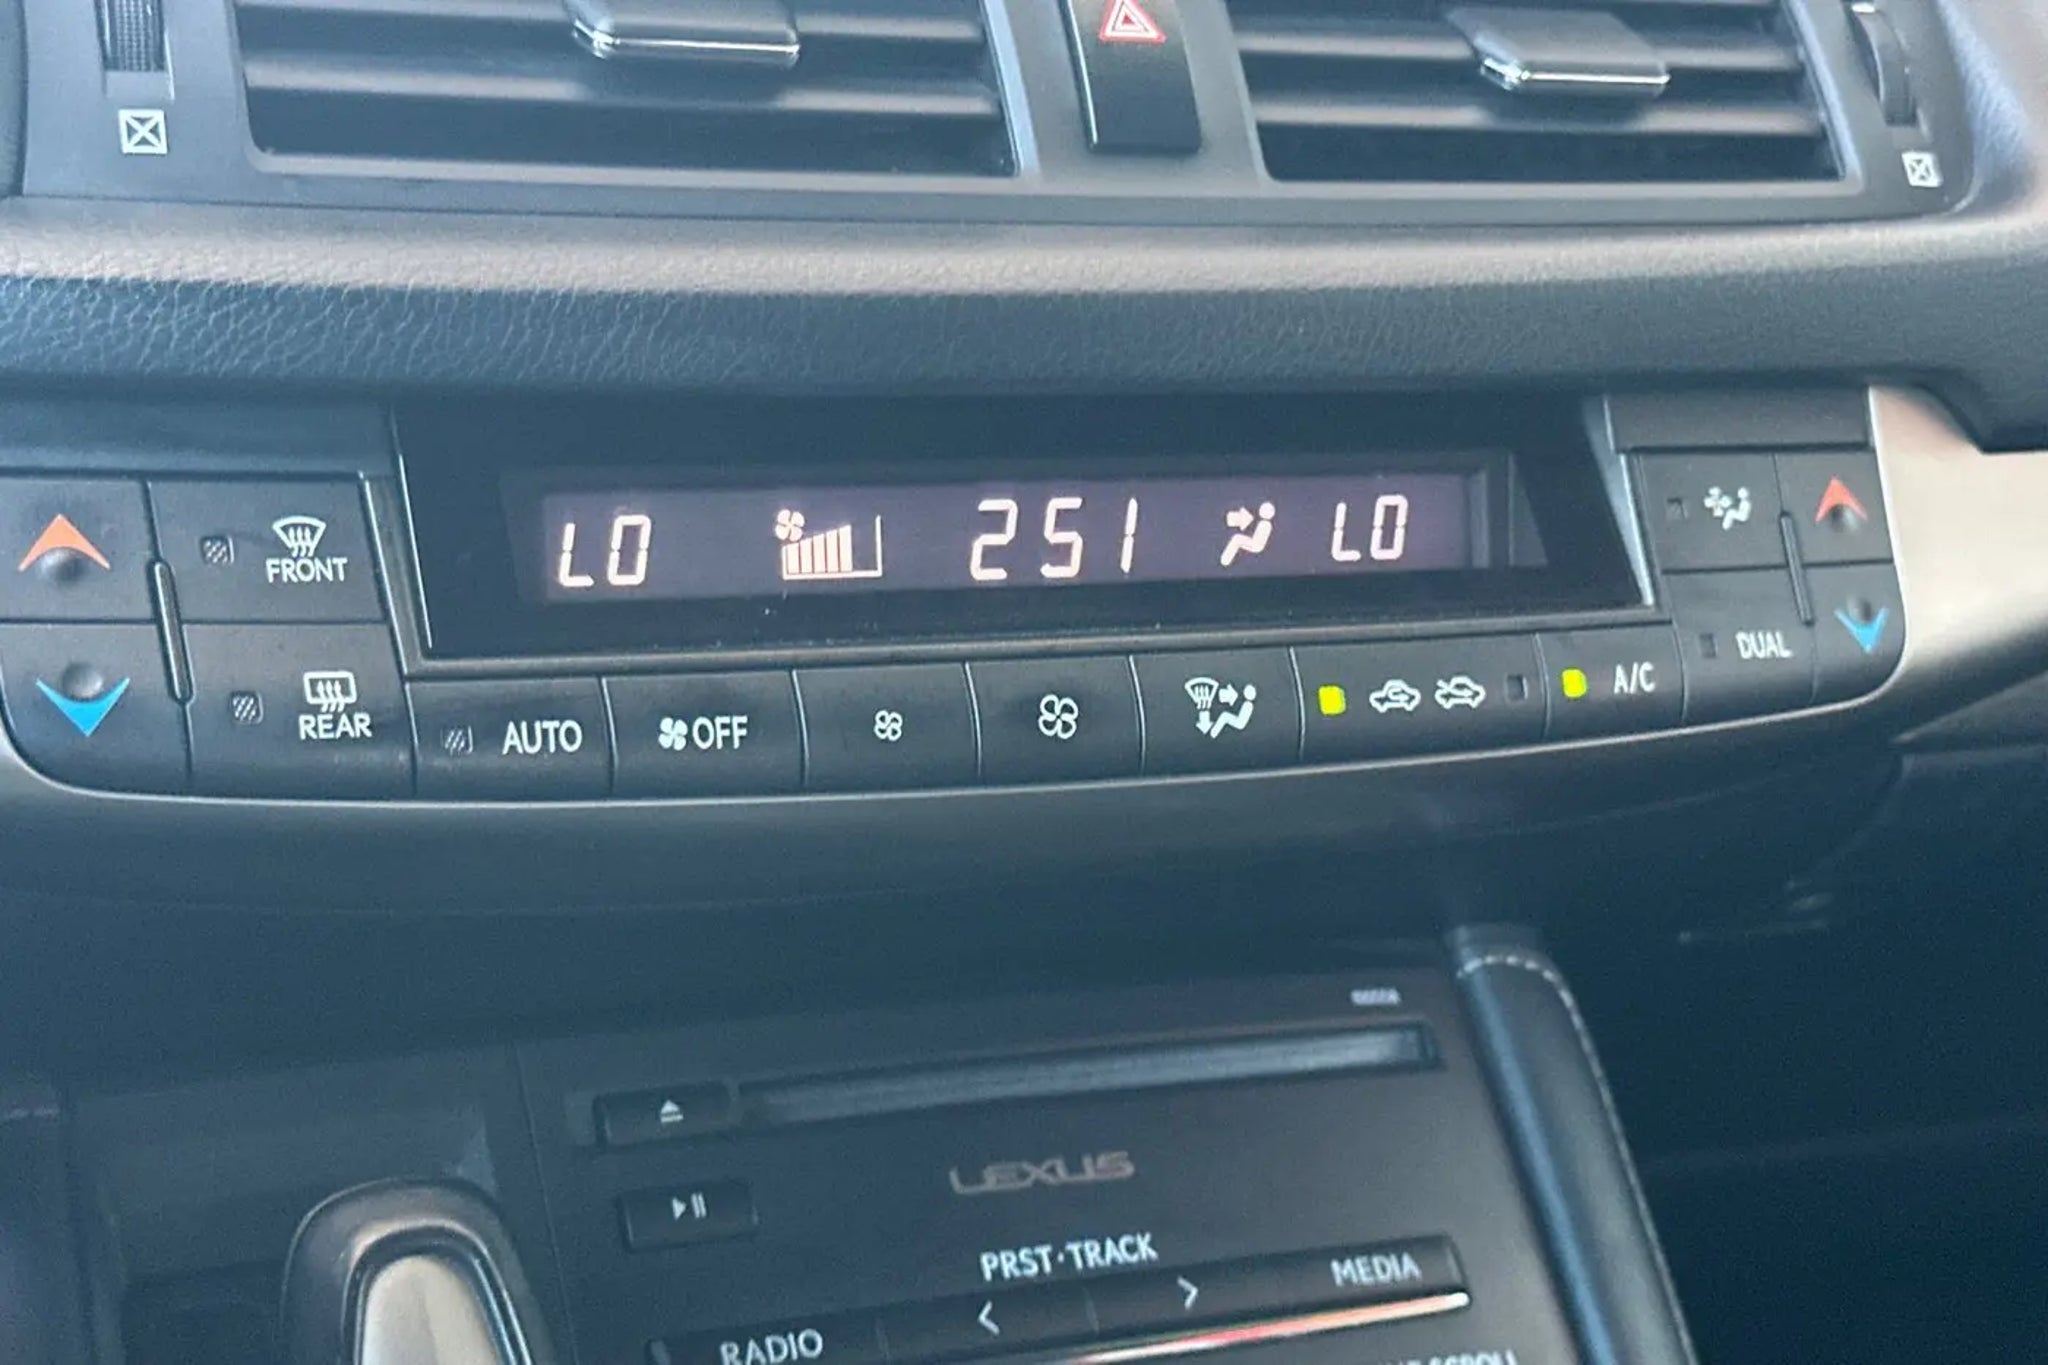 FRONT
LO 251 LO
REAR
AUTO
OFF
A/C
DUAL
LEXUS
PRST·TRACK
RADIO
MEDIA